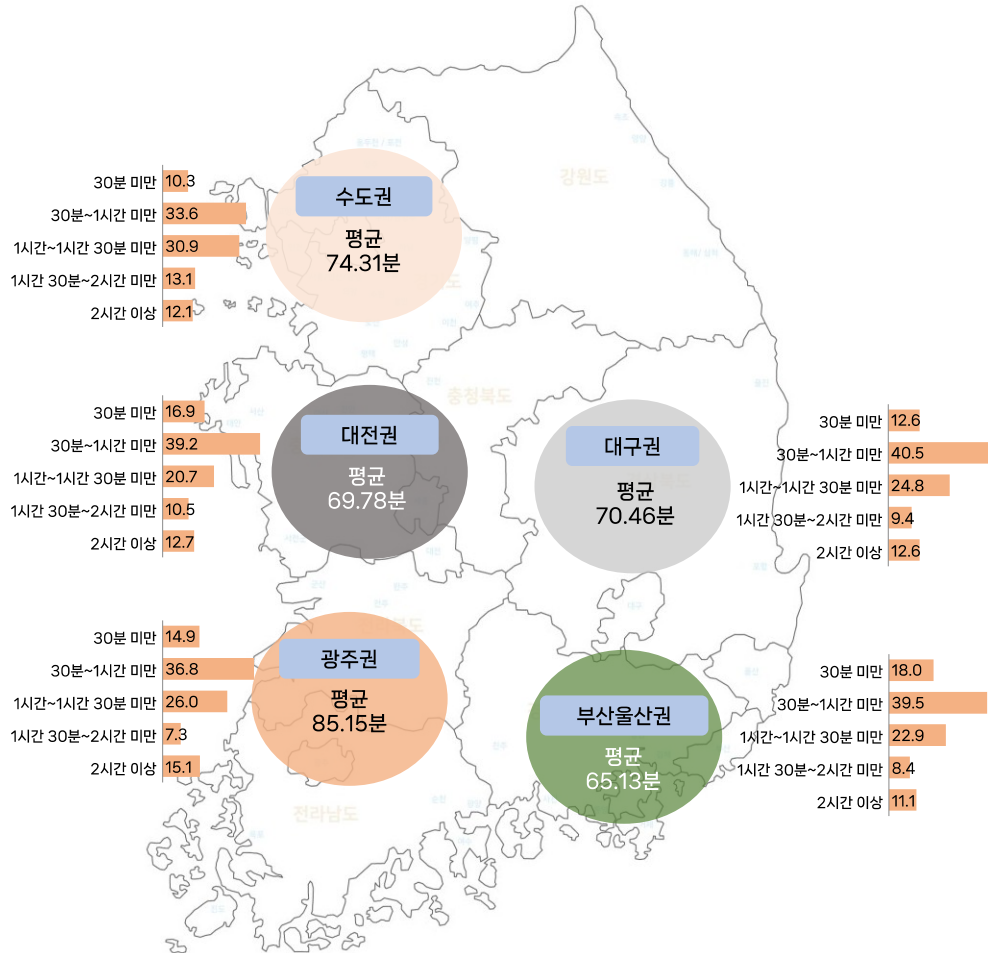 강원도
수도권
평균
74.31분
30분 미만 10.3
30분~1시간 미만 33.6
1시간~1시간 30분 미만 30.9
1시간 30분~2시간 미만 13.1
2시간 이상 12.1
충청북도
대전권
평균
69.78분
30분 미만 16.9
30분~1시간 미만 39.2
1시간~1시간 30분 미만 20.7
1시간 30분~2시간 미만 10.5
2시간 이상 12.7
대구권
평균
70.46분
30분 미만 12.6
30분~1시간 미만 40.5
1시간~1시간 30분 미만 24.8
1시간 30분~2시간 미만 9.4
2시간 이상 12.6
대구
광주권
평균
85.15분
30분 미만 14.9
30분~1시간 미만 36.8
1시간~1시간 30분 미만 26.0
1시간 30분~2시간 미만 7.3
2시간 이상 15.1
부산울산권
평균
65.13분
30분 미만 18.0
30분~1시간 미만 39.5
1시간~1시간 30분 미만 22.9
1시간 30분~2시간 미만 8.4
2시간 이상 11.1
전라남도